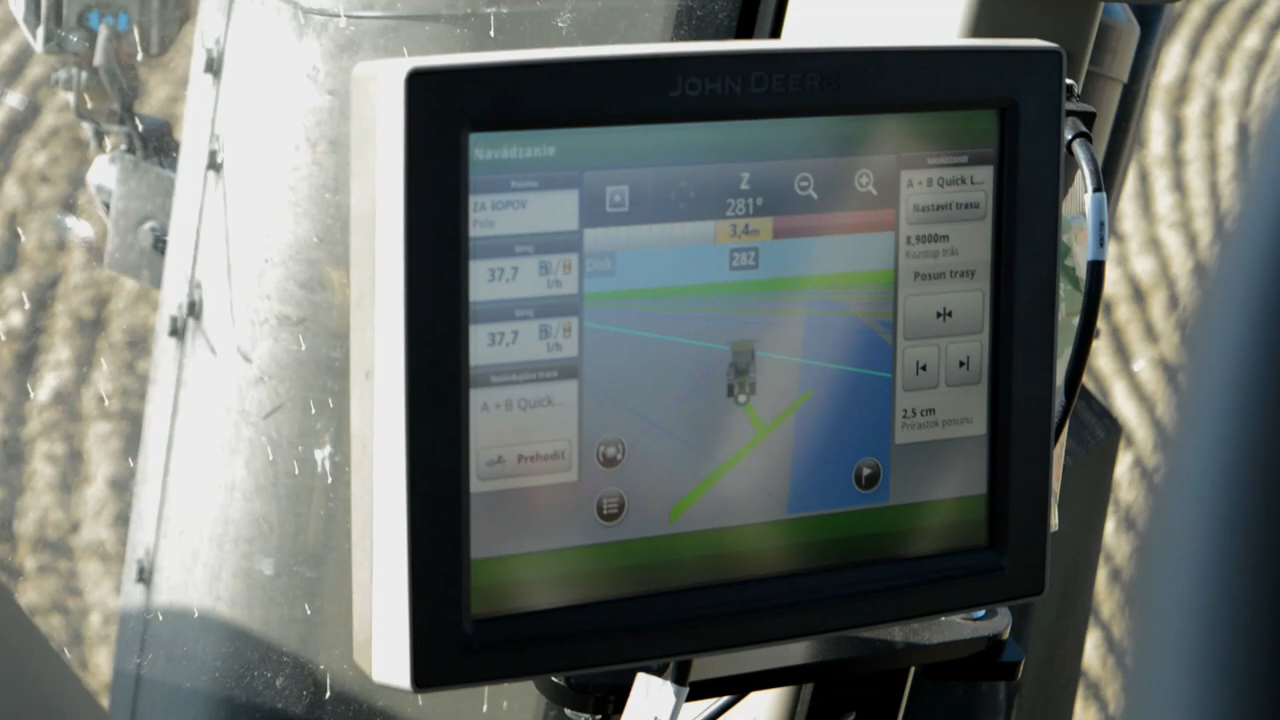 JOHN DEERE
Navádzanie
ZA ŠOPOV
Pole
37,7
l/h
37,7
l/h
A + B Quick...
Prehodiť
Z
281°
3,4m
28Z
Disk
A + B Quick L...
Nastaviť trasu
8,9000m
Rozstup trás
Posun trasy
2,5 cm
Prírastok posunu